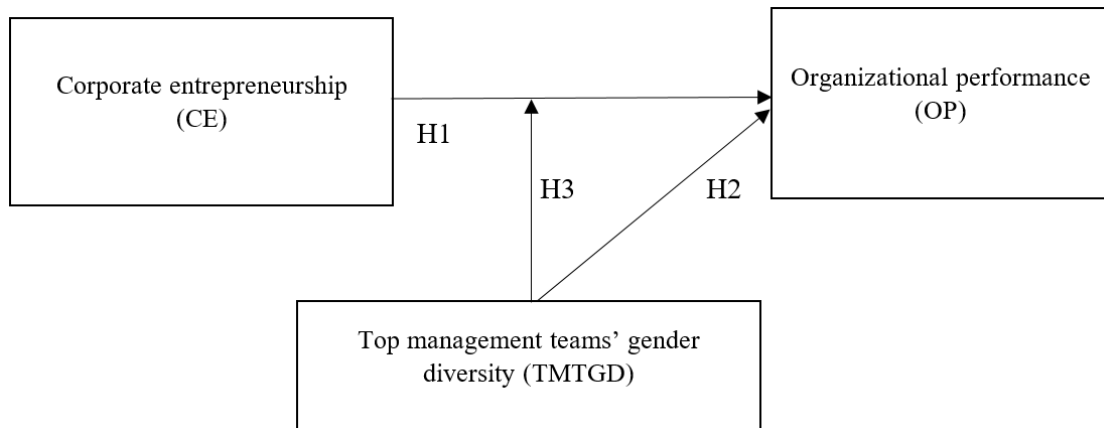 Corporate entrepreneurship
(CE)
Organizational performance
(OP)
H1
H3
H2
Top management teams’ gender
diversity (TMTGD)